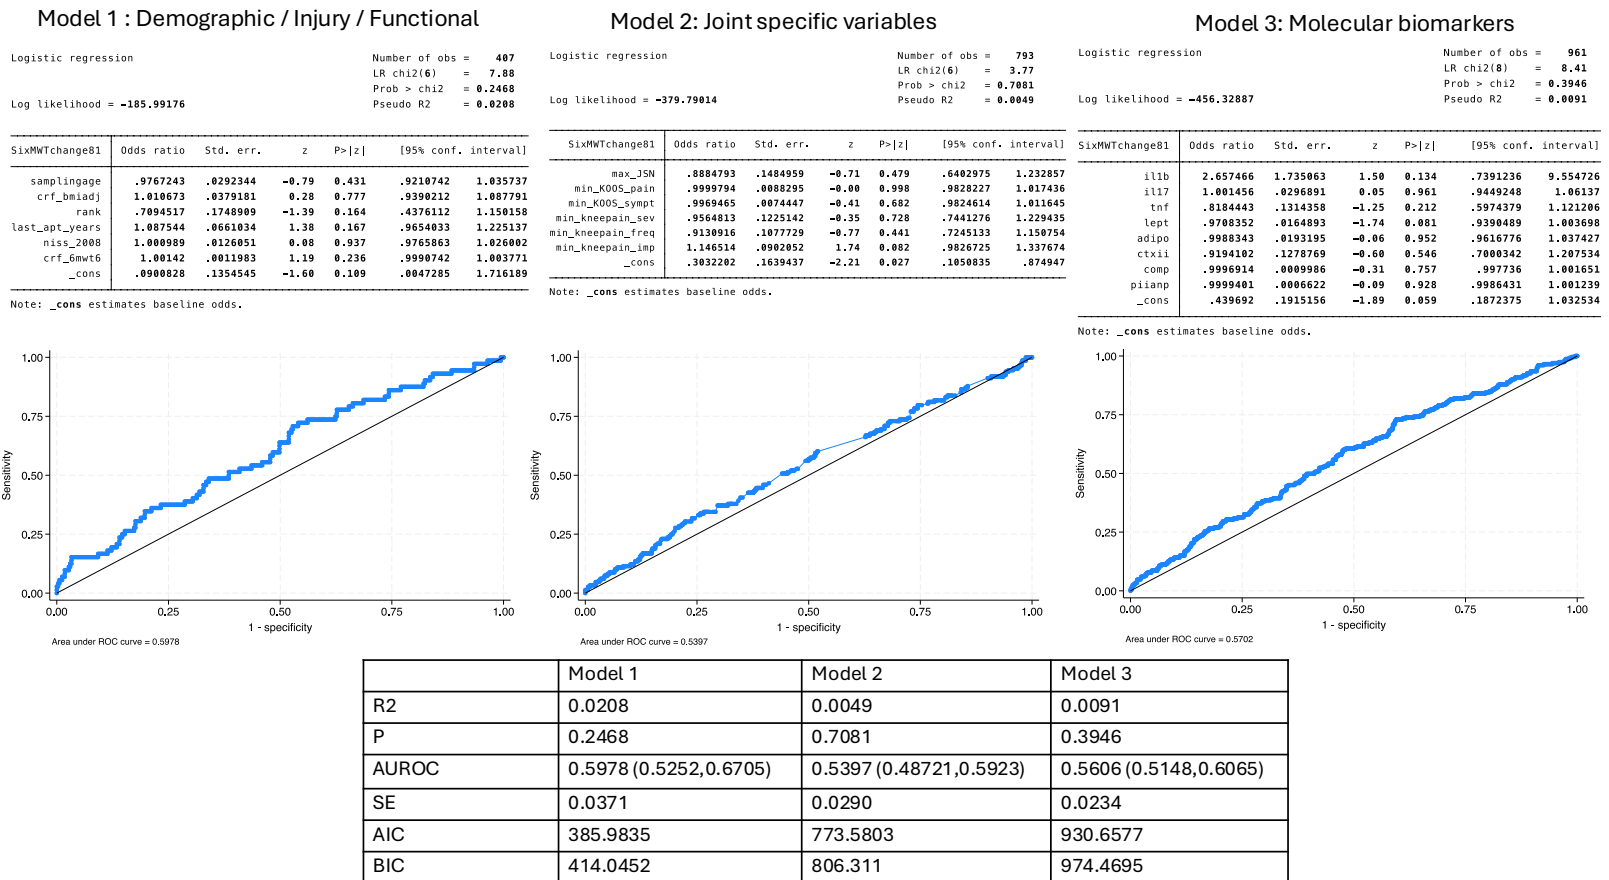 Model 1 : Demographic / Injury / Functional
Logistic regression
Number of obs = 407
LR chi2(6) = 7.88
Prob > chi2 = 0.2468
Log likelihood = -185.99176
Pseudo R2 = 0.0208
SixMWTchange81 Odds ratio Std. err. z P>|z| [95% conf. interval]
samplingage .9767243 .0292344 -0.79 0.431 .9210742 1.035737
crf_bmiadj 1.010673 .0379181 0.28 0.777 .9390212 1.087791
rank .7094517 .1748909 -1.39 0.164 .4376112 1.150158
last_apt_years 1.087544 .0661034 1.38 0.167 .9654033 1.225137
niss_2008 1.000989 .0126051 0.08 0.937 .9765863 1.026002
crf_6mwt6 1.00142 .0011983 1.19 0.236 .9990742 1.003771
_cons .0900828 .1354545 -1.60 0.109 .0047285 1.716189
Note: _cons estimates baseline odds.
1.00
0.75
0.50
0.25
0.00
Sensitivity
0.00 0.25 0.50 0.75 1.00
1 - specificity
Area under ROC curve = 0.5978
Model 2: Joint specific variables
Logistic regression
Number of obs = 793
LR chi2(6) = 3.77
Prob > chi2 = 0.7081
Log likelihood = -379.79014
Pseudo R2 = 0.0049
SixMWTchange81 Odds ratio Std. err. z P>|z| [95% conf. interval]
max_JSN .8884793 .1484959 -0.71 0.479 .6402975 1.232857
min_KOOS_pain .9999794 .0088295 -0.00 0.998 .9828227 1.017436
min_KOOS_sympt .9969465 .0074447 -0.41 0.682 .9824614 1.011645
min_kneepain_sev .9564813 .1225142 -0.35 0.728 .7441276 1.229435
min_kneepain_freq .9130916 .1077729 -0.77 0.441 .7245133 1.150754
min_kneepain_imp 1.146514 .0902052 1.74 0.082 .9826725 1.337674
_cons .3032202 .1639437 -2.21 0.027 .1050835 .874947
Note: _cons estimates baseline odds.
1.00
0.75
0.50
0.25
0.00
Sensitivity
0.00 0.25 0.50 0.75 1.00
1 - specificity
Area under ROC curve = 0.5397
Model 3: Molecular biomarkers
Logistic regression
Number of obs = 961
LR chi2(8) = 8.41
Prob > chi2 = 0.3946
Log likelihood = -456.32887
Pseudo R2 = 0.0091
SixMWTchange81 Odds ratio Std. err. z P>|z| [95% conf. interval]
il1b 2.657466 1.735063 1.50 0.134 .7391236 9.554726
il17 1.001456 .0296891 0.05 0.961 .9449248 1.06137
tnf .8184443 .1314358 -1.25 0.212 .5974379 1.121206
lept .9708352 .0164893 -1.74 0.081 .9390489 1.003698
adipo .9988343 .0193195 -0.06 0.952 .9616776 1.037427
ctxii .9194102 .1278769 -0.60 0.546 .7000342 1.207534
comp .9996914 .0009986 -0.31 0.757 .997736 1.001651
piianp .9999401 .0006622 -0.09 0.928 .9986431 1.001239
_cons .439692 .1915156 -1.89 0.059 .1872375 1.032534
Note: _cons estimates baseline odds.
1.00
0.75
0.50
0.25
0.00
Sensitivity
0.00 0.25 0.50 0.75 1.00
1 - specificity
Area under ROC curve = 0.5702
Model 1 Model 2 Model 3
R2 0.0208 0.0049 0.0091
P 0.2468 0.7081 0.3946
AUROC 0.5978 (0.5252,0.6705) 0.5397 (0.48721,0.5923) 0.5606 (0.5148,0.6065)
SE 0.0371 0.0290 0.0234
AIC 385.9835 773.5803 930.6577
BIC 414.0452 806.311 974.4695